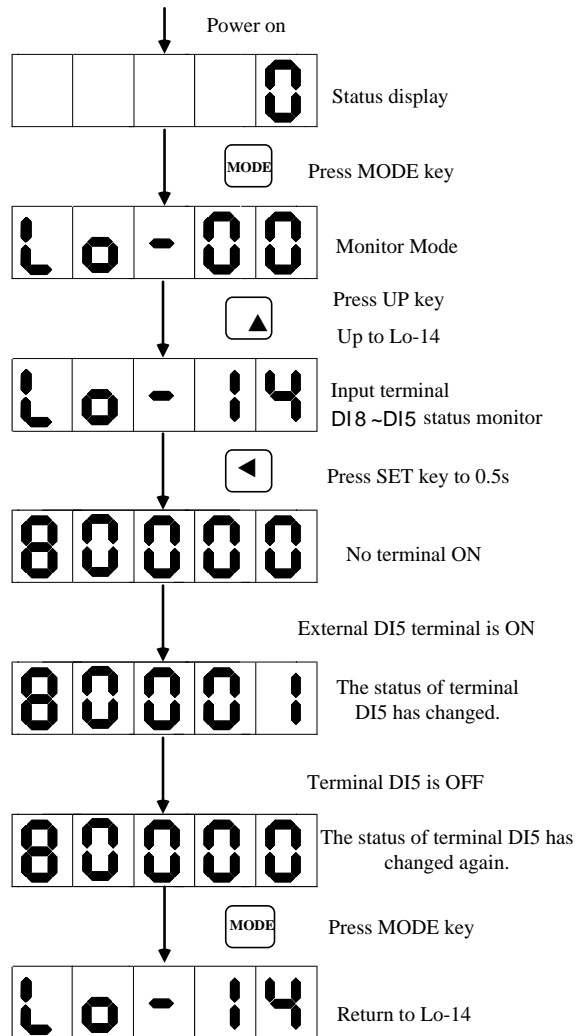 Power on
0
Status display
MODE
Press MODE key
Lo-00
Monitor Mode
Press UP key
Up to Lo-14
Lo-14
Input terminal
DI8 ~DI5 status monitor
Press SET key to 0.5s
80000
No terminal ON
External DI5 terminal is ON
80001
The status of terminal
DI5 has changed.
Terminal DI5 is OFF
80000
The status of terminal DI5 has
changed again.
MODE
Press MODE key
Lo-14
Return to Lo-14